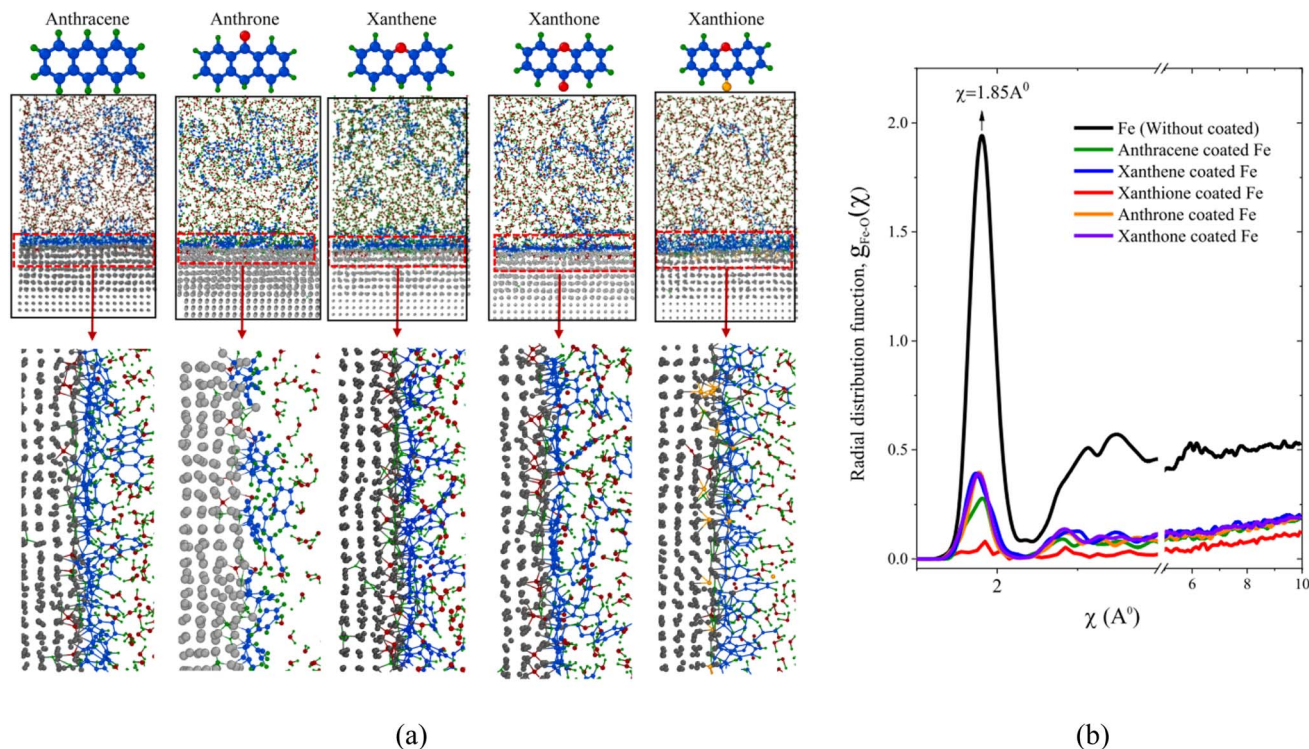 Anthracene
Anthrone
Xanthene
Xanthone
Xanthione
(a)
χ=1.85A⁰
Fe (Without coated)
Anthracene coated Fe
Xanthene coated Fe
Xanthione coated Fe
Anthrone coated Fe
Xanthone coated Fe
Radial distribution function, g_Fe-O(χ)
2.0
1.5
1.0
0.5
0.0
2
6
8
10
χ (A⁰)
(b)